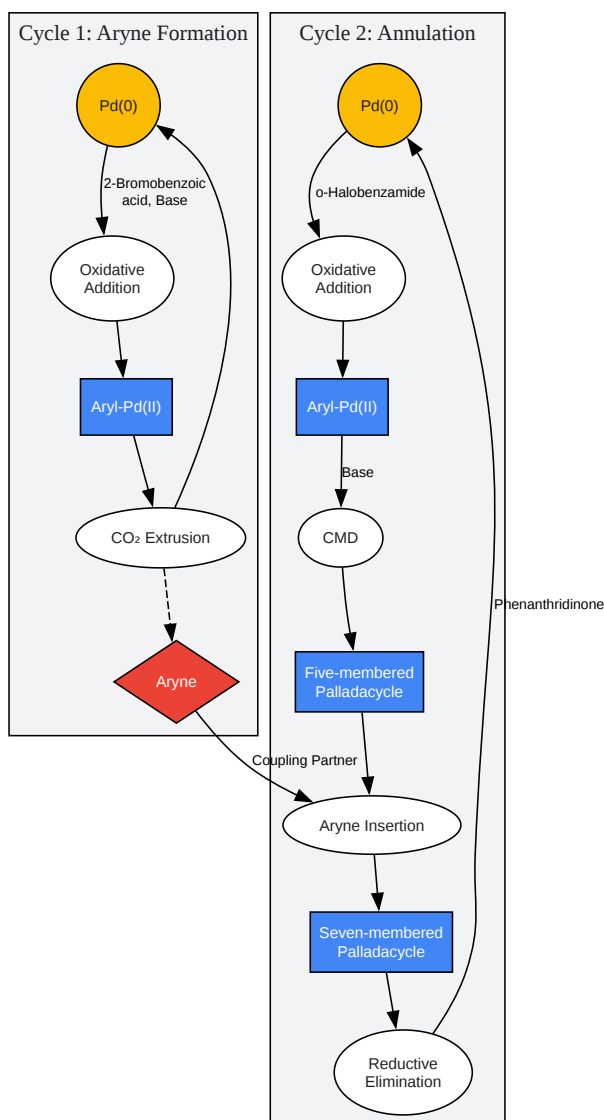 Cycle 1: Aryne Formation
Pd(0)
2-Bromobenzoic
acid, Base
Oxidative
Addition
Aryl-Pd(II)
CO₂ Extrusion
Aryne
Coupling Partner
Cycle 2: Annulation
Pd(0)
o-Halobenzamide
Oxidative
Addition
Aryl-Pd(II)
Base
CMD
Five-membered
Palladacycle
Aryne Insertion
Seven-membered
Palladacycle
Reductive
Elimination
Phenanthridinone